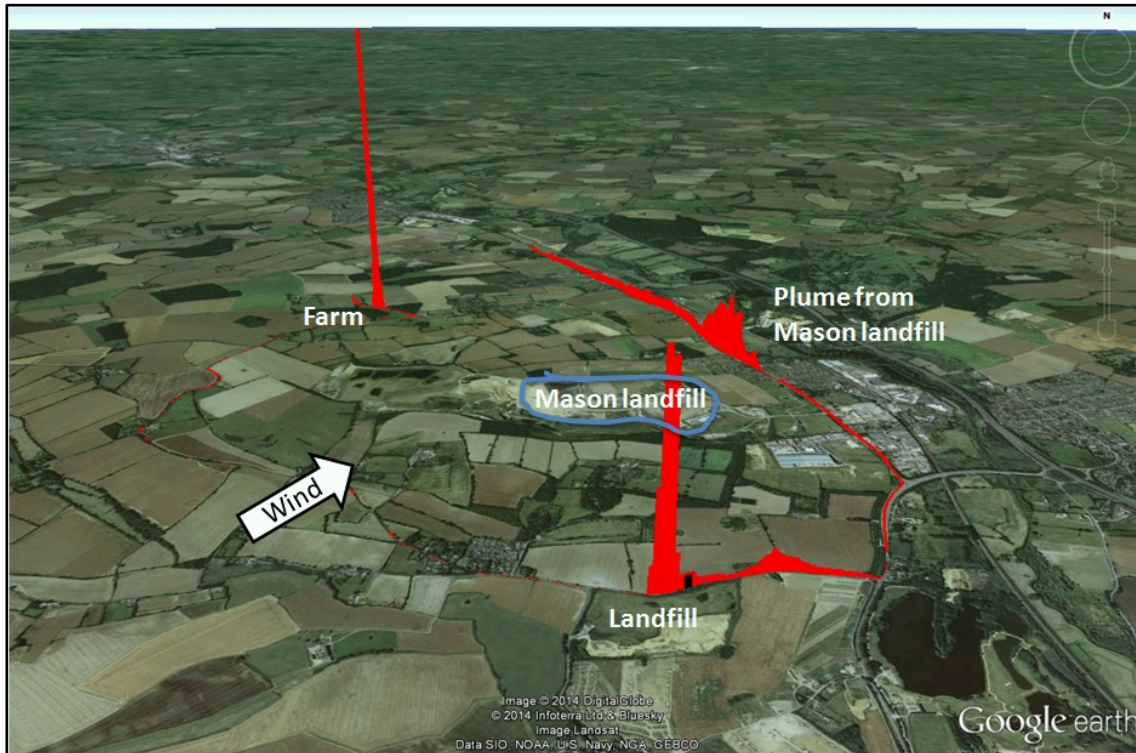 N
Plume from
Mason landfill
Farm
Mason landfill
Wind
Landfill
Image © 2014 DigitalGlobe
© 2014 Infoterra Ltd & Bluesky
Image Landsat
Data SIO, NOAA, U.S. Navy, NGA, GEBCO
Google earth